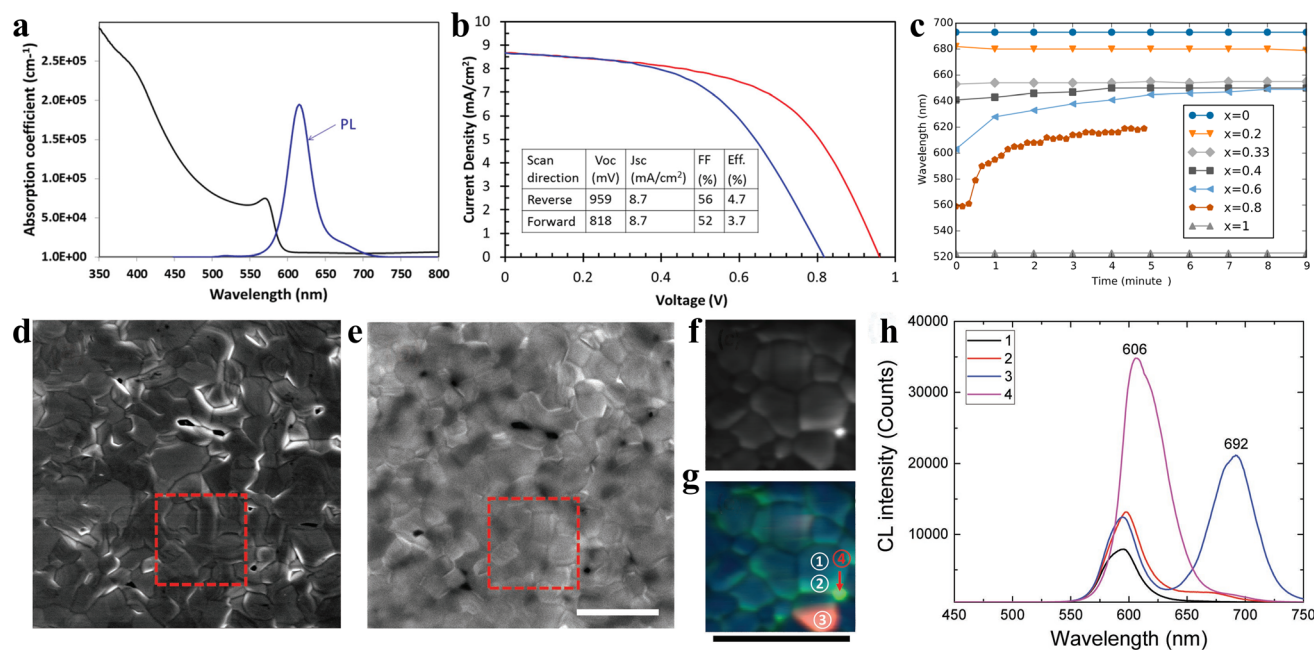 a
Absorption coefficient (cm⁻¹)
2.5E+05
2.0E+05
1.5E+05
1.0E+05
5.0E+04
1.0E+00
350 400 450 500 550 600 650 700 750 800
Wavelength (nm)
PL
b
Current Density (mA/cm²)
10
9
8
7
6
5
4
3
2
1
0
0 0.2 0.4 0.6 0.8 1
Voltage (V)
Scan direction Voc (mV) Jsc (mA/cm²) FF (%) Eff. (%)
Reverse 959 8.7 56 4.7
Forward 818 8.7 52 3.7
c
Wavelength (nm)
700
680
660
640
620
600
580
560
540
520
0 1 2 3 4 5 6 7 8 9
Time (minute )
x=0
x=0.2
x=0.33
x=0.4
x=0.6
x=0.8
x=1
d
e
f
g
① ④
②
③
h
CL intensity (Counts)
40000
30000
20000
10000
450 500 550 600 650 700 750
Wavelength (nm)
1
2
3
4
606
692